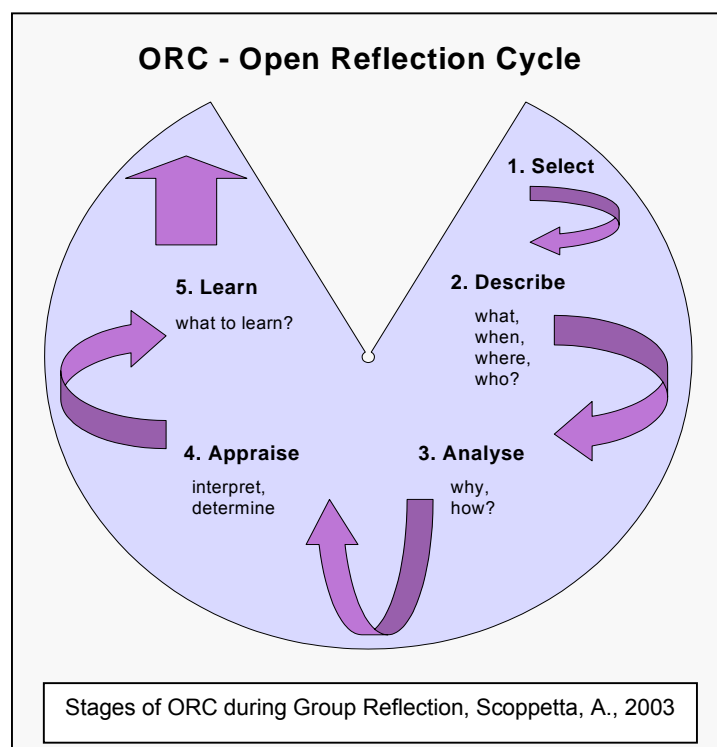 ORC - Open Reflection Cycle
1. Select
2. Describe
what,
when,
where,
who?
3. Analyse
why,
how?
4. Appraise
interpret,
determine
5. Learn
what to learn?
Stages of ORC during Group Reflection, Scoppetta, A., 2003